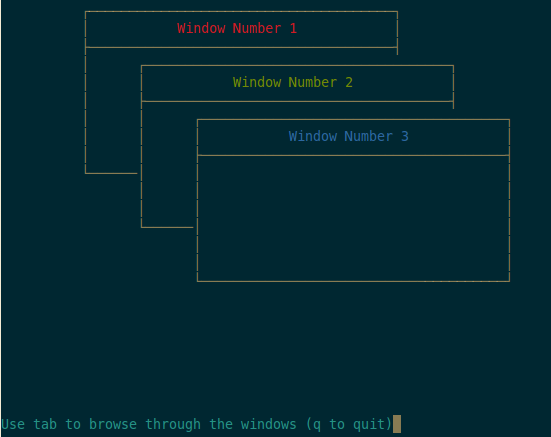 Window Number 1
Window Number 2
Window Number 3
Use tab to browse through the windows (q to quit)